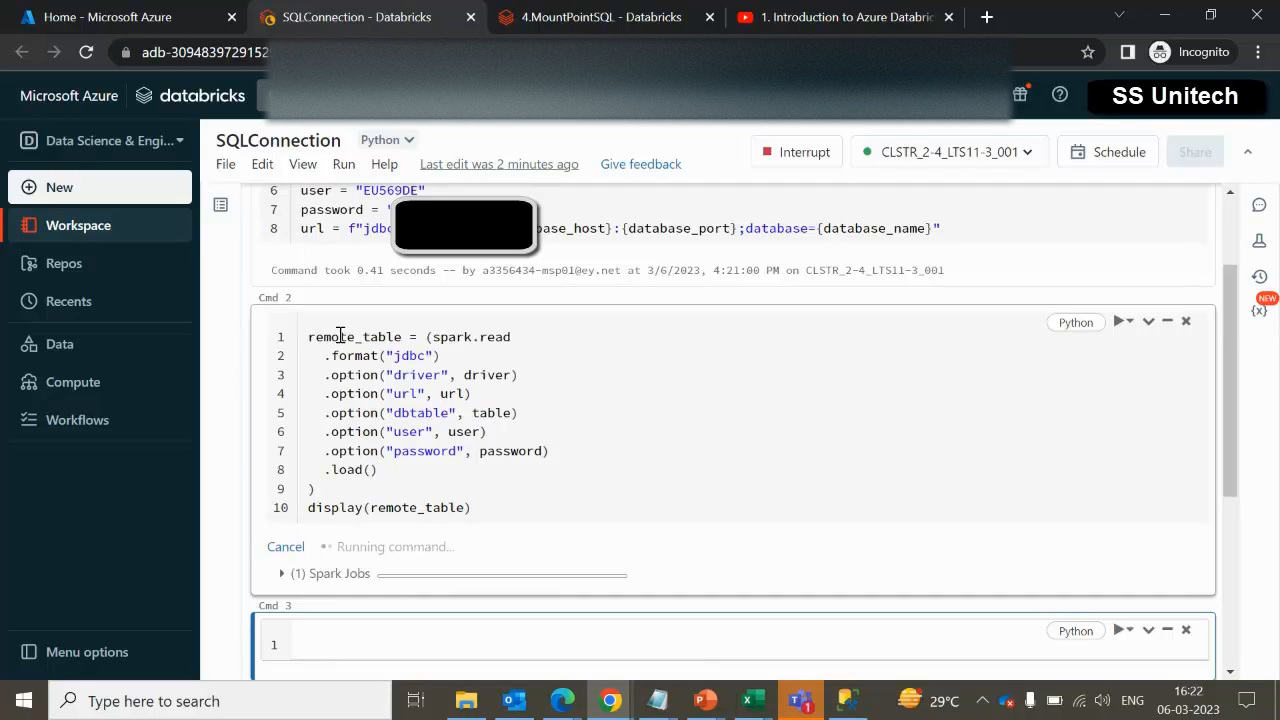 Home - Microsoft Azure
SQLConnection - Databricks
4.MountPointSQL - Databricks
1. Introduction to Azure Databric
adb-3094839729152
Incognito
Microsoft Azure
databricks
SS Unitech
Data Science & Engi...
SQLConnection
Python
File
Edit
View
Run
Help
Last edit was 2 minutes ago
Give feedback
Interrupt
CLSTR_2-4_LTS11-3_001
Schedule
Share
New
Workspace
Repos
Recents
Data
Compute
Workflows
Menu options
6 user = "EU569DE"
7 password = "
8 url = f"jdbc base_host}:{database_port};database={database_name}"
Command took 0.41 seconds -- by a3356434-msp01@ey.net at 3/6/2023, 4:21:00 PM on CLSTR_2-4_LTS11-3_001
Cmd 2
Python
1 remote_table = (spark.read
2 .format("jdbc")
3 .option("driver", driver)
4 .option("url", url)
5 .option("dbtable", table)
6 .option("user", user)
7 .option("password", password)
8 .load()
9 )
10 display(remote_table)
Cancel
Running command...
(1) Spark Jobs
Cmd 3
Python
1
NEW
{x}
Type here to search
1
29°C
ENG
16:22
06-03-2023